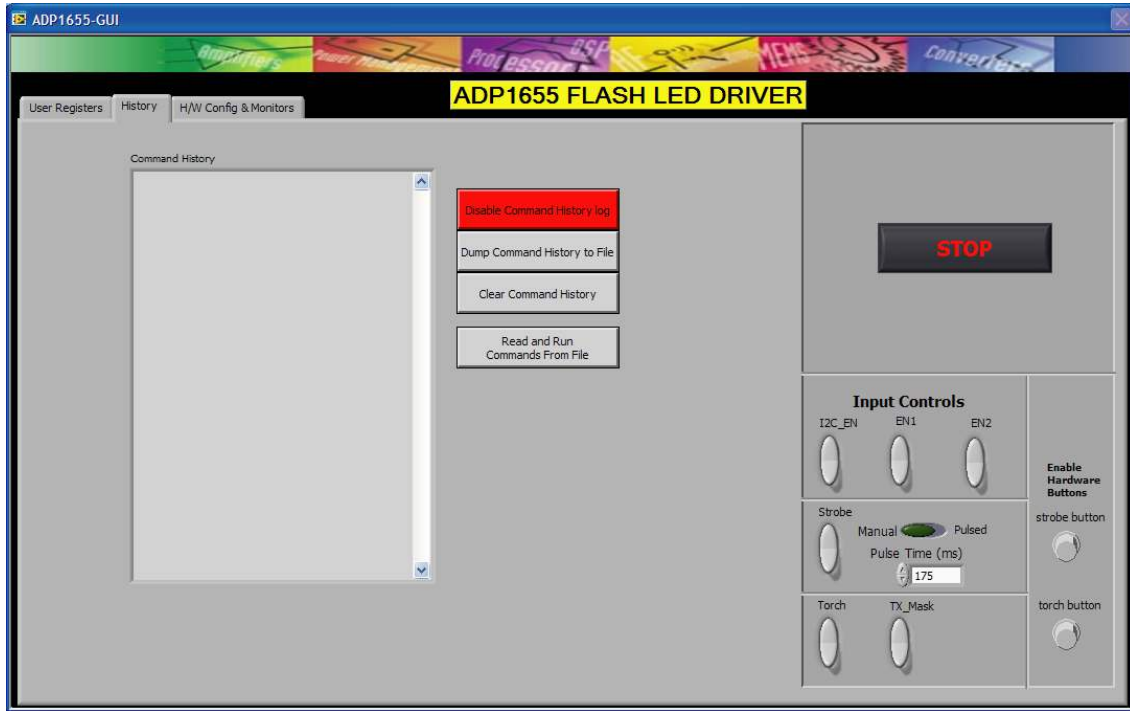 ADP1655-GUI
Amplifiers Power Management Processors DSP RF MEMS Converters
ADP1655 FLASH LED DRIVER
User Registers History H/W Config & Monitors
Command History
Disable Command History log
Dump Command History to File
Clear Command History
Read and Run
Commands From File
STOP
Input Controls
I2C_EN EN1 EN2
Enable
Hardware
Buttons
Strobe
Manual Pulsed
Pulse Time (ms)
175
strobe button
Torch TX_Mask
torch button